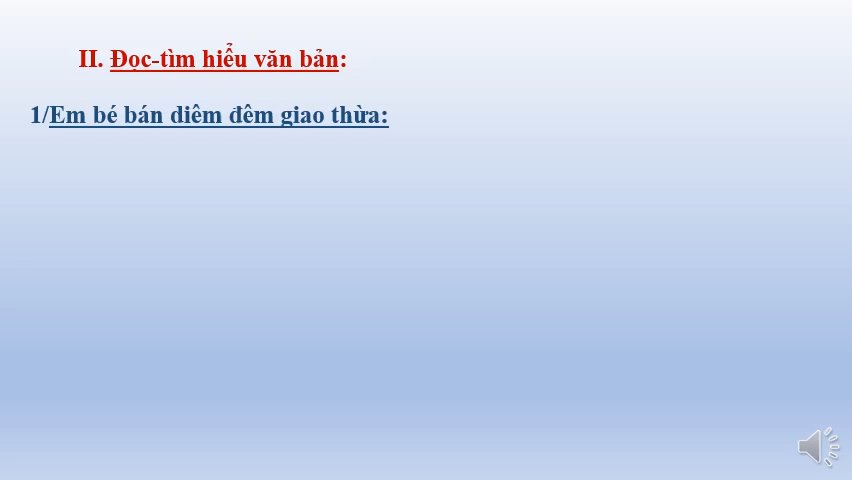 II. Đọc-tìm hiểu văn bản:
1/Em bé bán diêm đêm giao thừa: